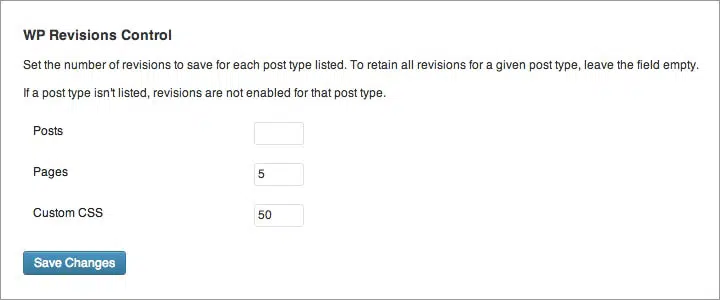 WP Revisions Control
Set the number of revisions to save for each post type listed. To retain all revisions for a given post type, leave the field empty.
If a post type isn't listed, revisions are not enabled for that post type.
Posts
Pages 5
Custom CSS 50
Save Changes